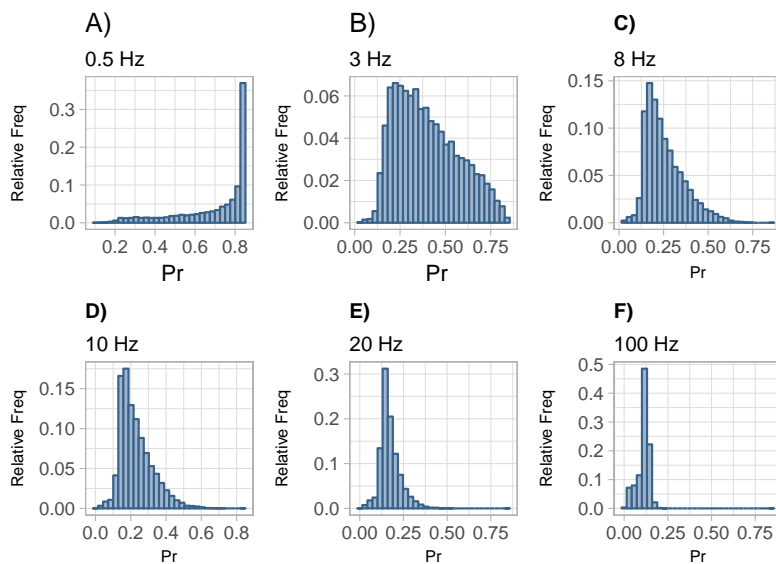 A)
0.5 Hz
Relative Freq
0.3
0.2
0.1
0.0
0.2 0.4 0.6 0.8
Pr
B)
3 Hz
Relative Freq
0.06
0.04
0.02
0.00
0.00 0.25 0.50 0.75
Pr
C)
8 Hz
Relative Freq
0.15
0.10
0.05
0.00
0.00 0.25 0.50 0.75
Pr
D)
10 Hz
Relative Freq
0.15
0.10
0.05
0.00
0.0 0.2 0.4 0.6 0.8
Pr
E)
20 Hz
Relative Freq
0.3
0.2
0.1
0.0
0.00 0.25 0.50 0.75
Pr
F)
100 Hz
Relative Freq
0.5
0.4
0.3
0.2
0.1
0.0
0.00 0.25 0.50 0.75
Pr